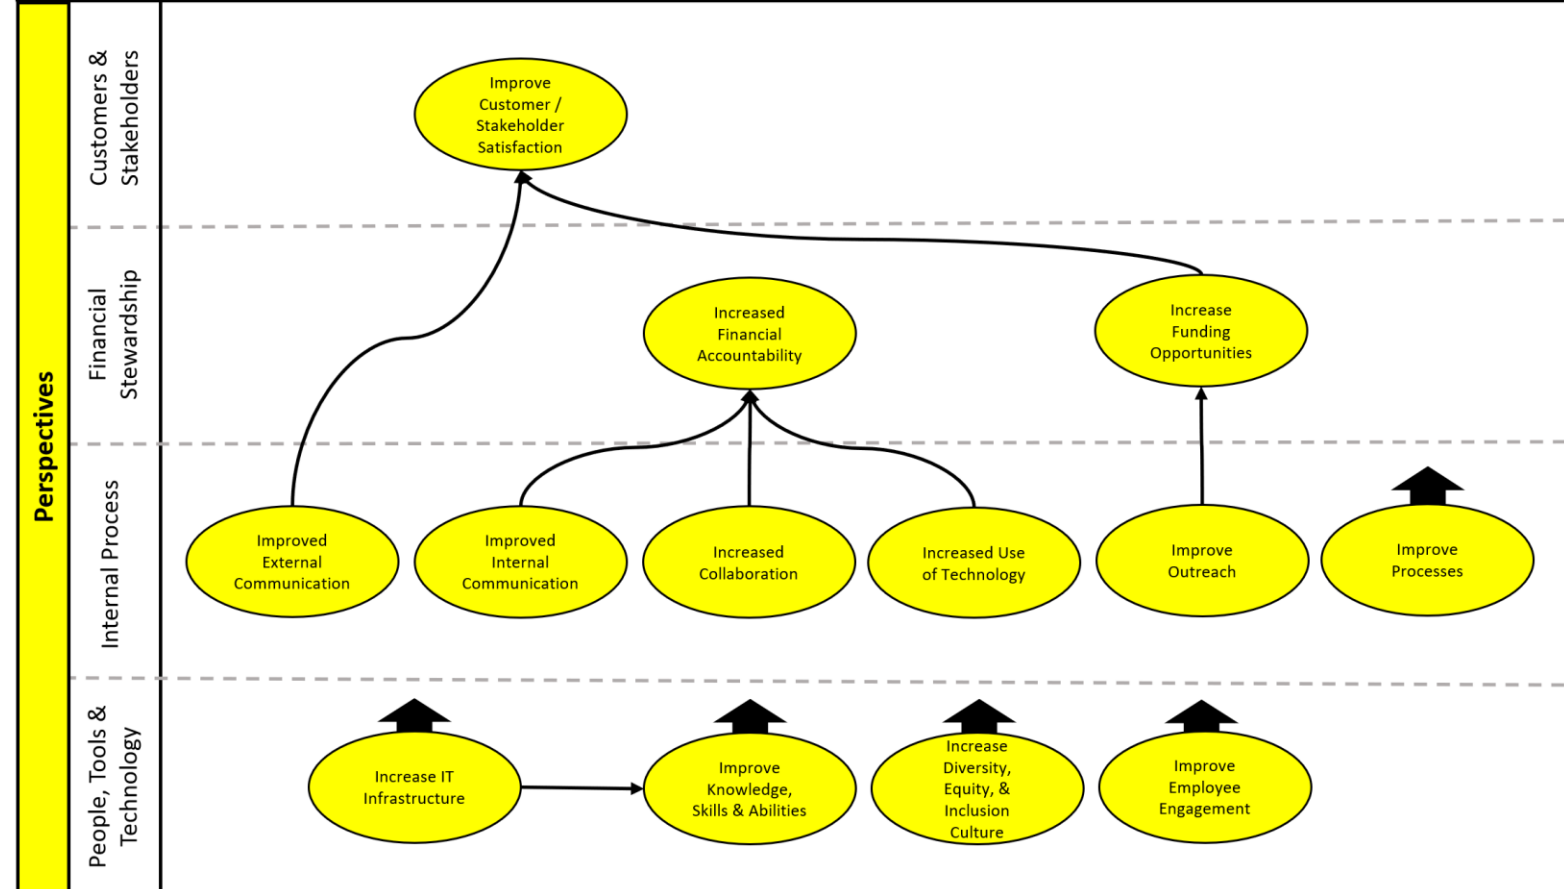 Perspectives
Customers &
Stakeholders
Improve
Customer /
Stakeholder
Satisfaction
Financial
Stewardship
Increased
Financial
Accountability
Increase
Funding
Opportunities
Internal Process
Improved
External
Communication
Improved
Internal
Communication
Increased
Collaboration
Increased Use
of Technology
Improve
Outreach
Improve
Processes
People, Tools &
Technology
Increase IT
Infrastructure
Improve
Knowledge,
Skills & Abilities
Increase
Diversity,
Equity, &
Inclusion
Culture
Improve
Employee
Engagement